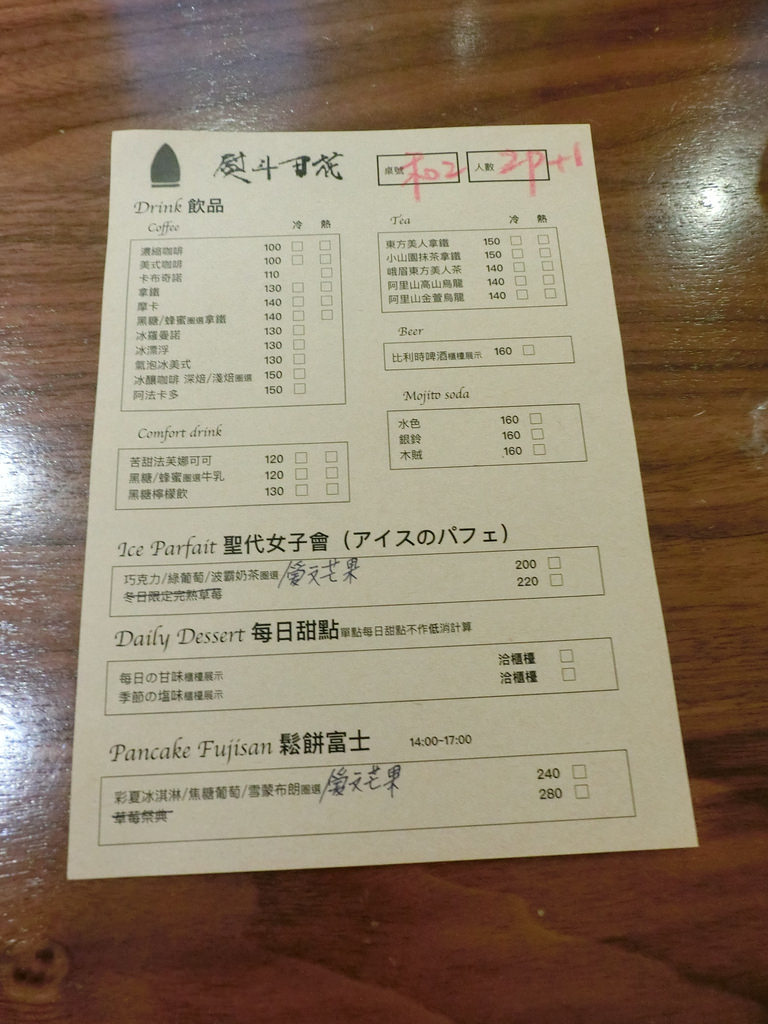 熨斗目花
桌號 和02 人數 2P+1
Drink 飲品
Coffee 冷 熱
濃縮咖啡 100
美式咖啡 100
卡布奇諾 110
拿鐵 130
摩卡 140
黑糖/蜂蜜圈選拿鐵 140
冰羅曼諾 130
冰漂浮 130
氣泡冰美式 130
冰釀咖啡 深焙/淺焙圈選 150
阿法卡多 150
Tea 冷 熱
東方美人拿鐵 150
小山園抹茶拿鐵 150
峨眉東方美人茶 140
阿里山高山烏龍 140
阿里山金萱烏龍 140
Beer
比利時啤酒櫃檯展示 160
Mojito soda
水色 160
銀鈴 160
木賊 160
Comfort drink
苦甜法芙娜可可 120
黑糖/蜂蜜圈選牛乳 120
黑糖檸檬飲 130
Ice Parfait 聖代女子會（アイスのパフェ）
巧克力/綠葡萄/波霸奶茶圈選 200
冬日限定完熟草莓 愛文芒果 220
Daily Dessert 每日甜點單點每日甜點不作低消計算
每日の甘味櫃檯展示 洽櫃檯
季節の塩味櫃檯展示 洽櫃檯
Pancake Fujisan 鬆餅富士 14:00~17:00
彩夏冰淇淋/焦糖葡萄/雪蒙布朗圈選 240
草莓祭典 愛文芒果 280